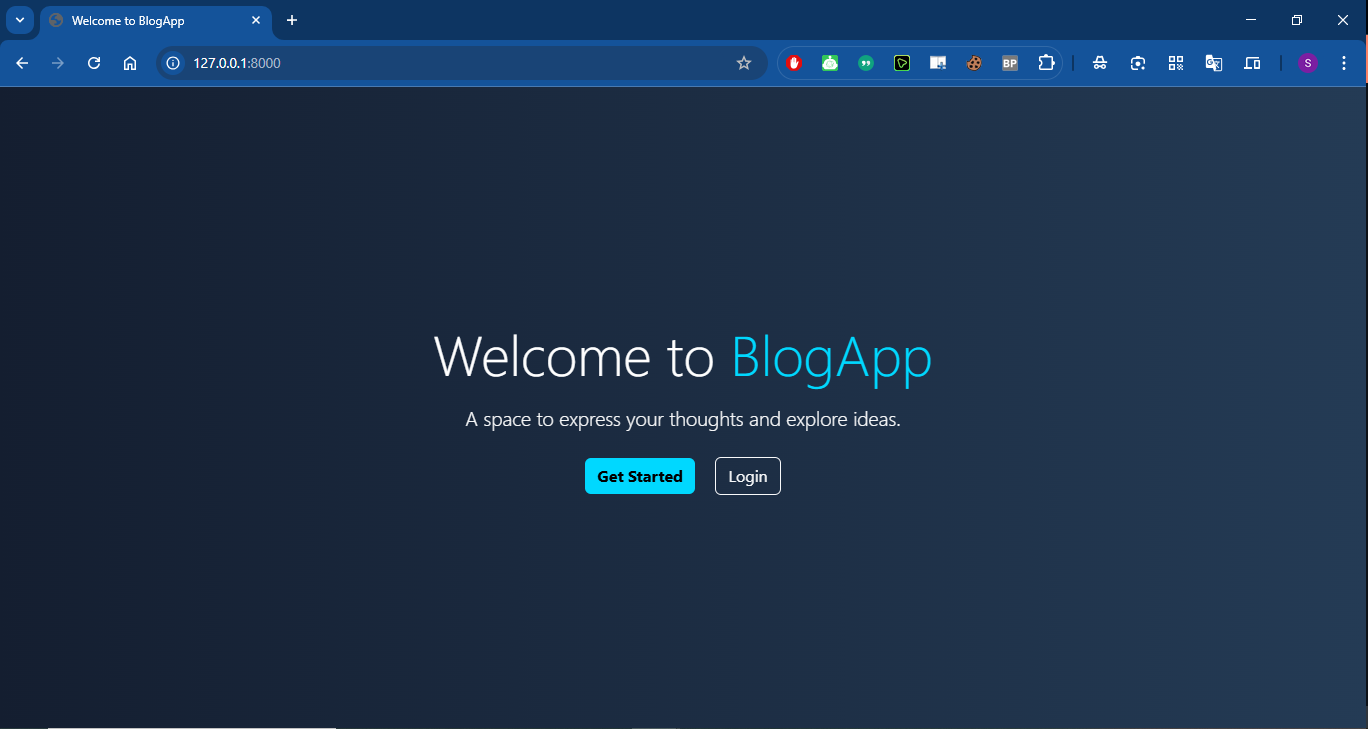 Welcome to BlogApp
127.0.0.1:8000
BP
S
Welcome to BlogApp
A space to express your thoughts and explore ideas.
Get Started
Login